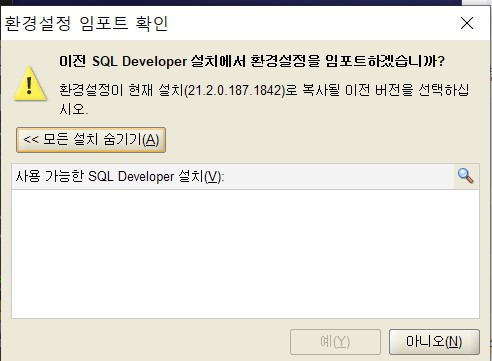 환경설정 임포트 확인
이전 SQL Developer 설치에서 환경설정을 임포트하겠습니까?
환경설정이 현재 설치(21.2.0.187.1842)로 복사될 이전 버전을 선택하십
시오.
<< 모든 설치 숨기기(A)
사용 가능한 SQL Developer 설치(V):
예(Y)
아니오(N)